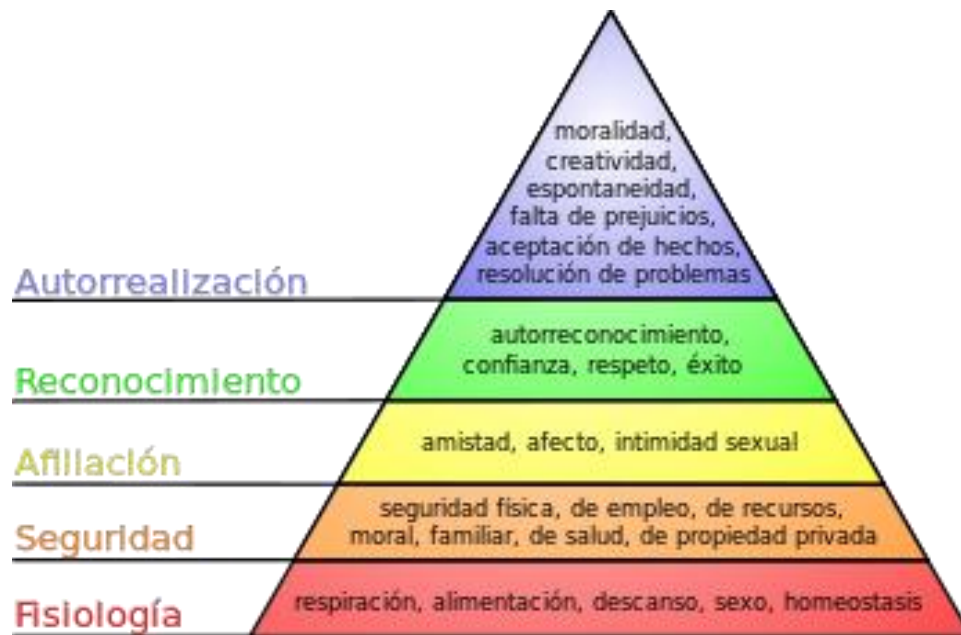 moralidad,
creatividad,
espontaneidad,
falta de prejuicios,
aceptación de hechos,
resolución de problemas
Autorrealización
autorreconocimiento,
confianza, respeto, éxito
Reconocimiento
amistad, afecto, intimidad sexual
Afiliación
seguridad física, de empleo, de recursos,
moral, familiar, de salud, de propiedad privada
Seguridad
respiración, alimentación, descanso, sexo, homeostasis
Fisiología